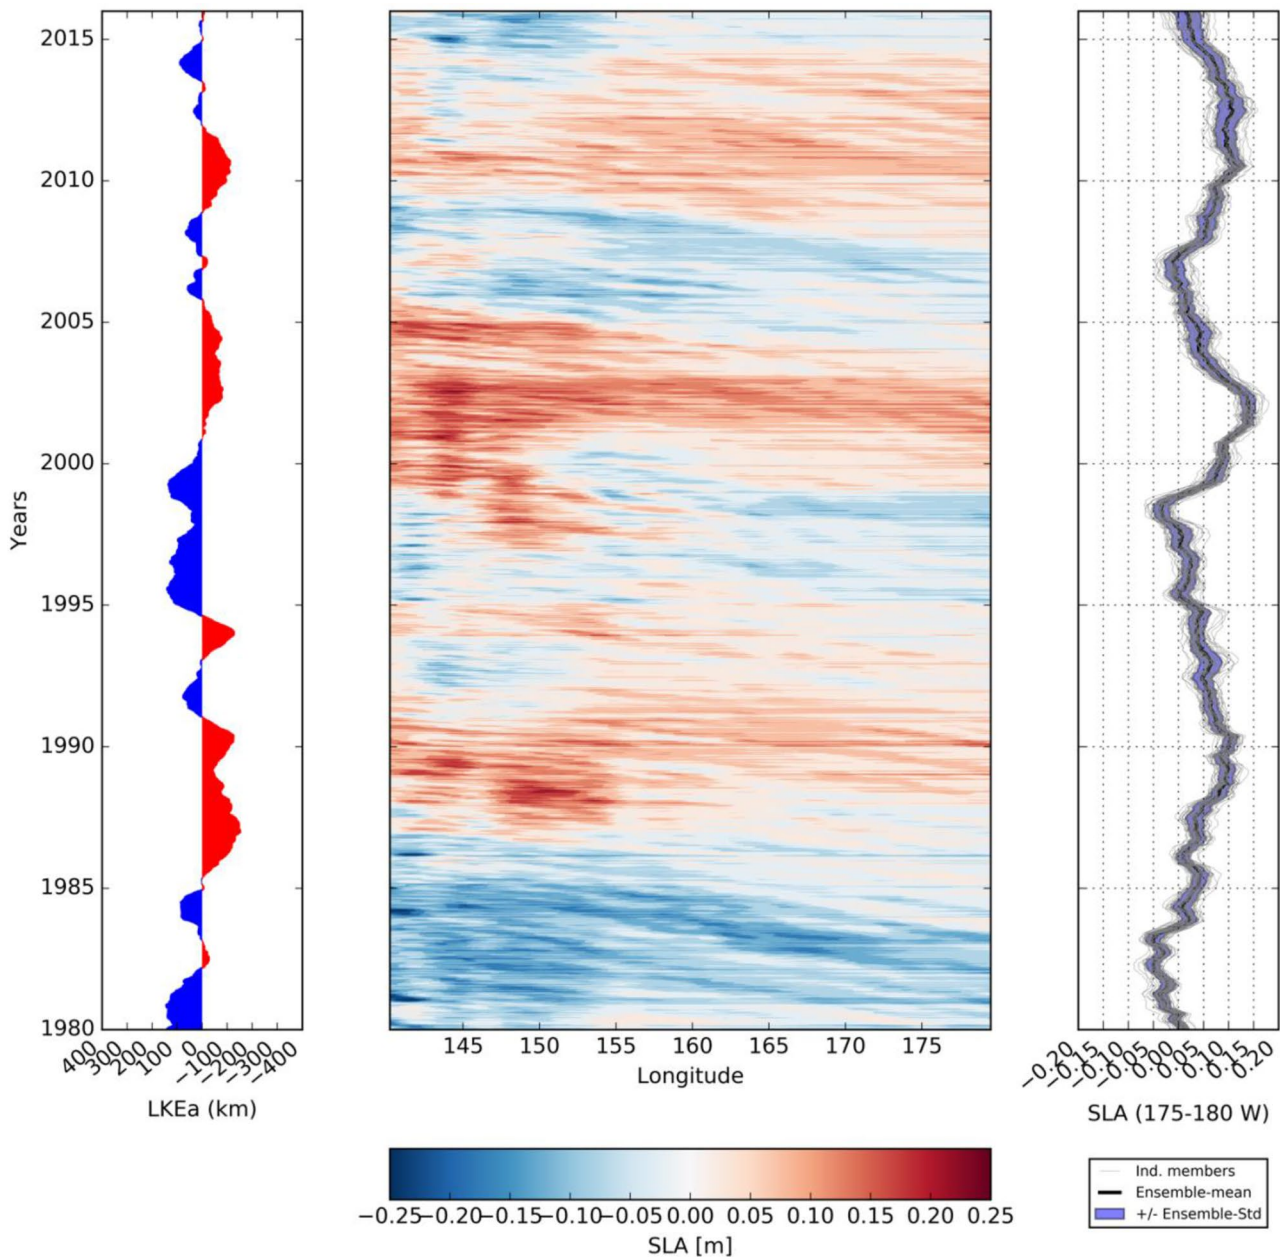 2015
2010
2005
2000
1995
1990
1985
1980
Years
400
300
200
100
0
−100
−200
−300
−400
LKEa (km)
145 150 155 160 165 170 175
Longitude
−0.20
−0.15
−0.10
−0.05
0.00
0.05
0.10
0.15
0.20
SLA (175-180 W)
−0.25 −0.20 −0.15 −0.10 −0.05 0.00 0.05 0.10 0.15 0.20 0.25
SLA [m]
Ind. members
Ensemble-mean
+/- Ensemble-Std